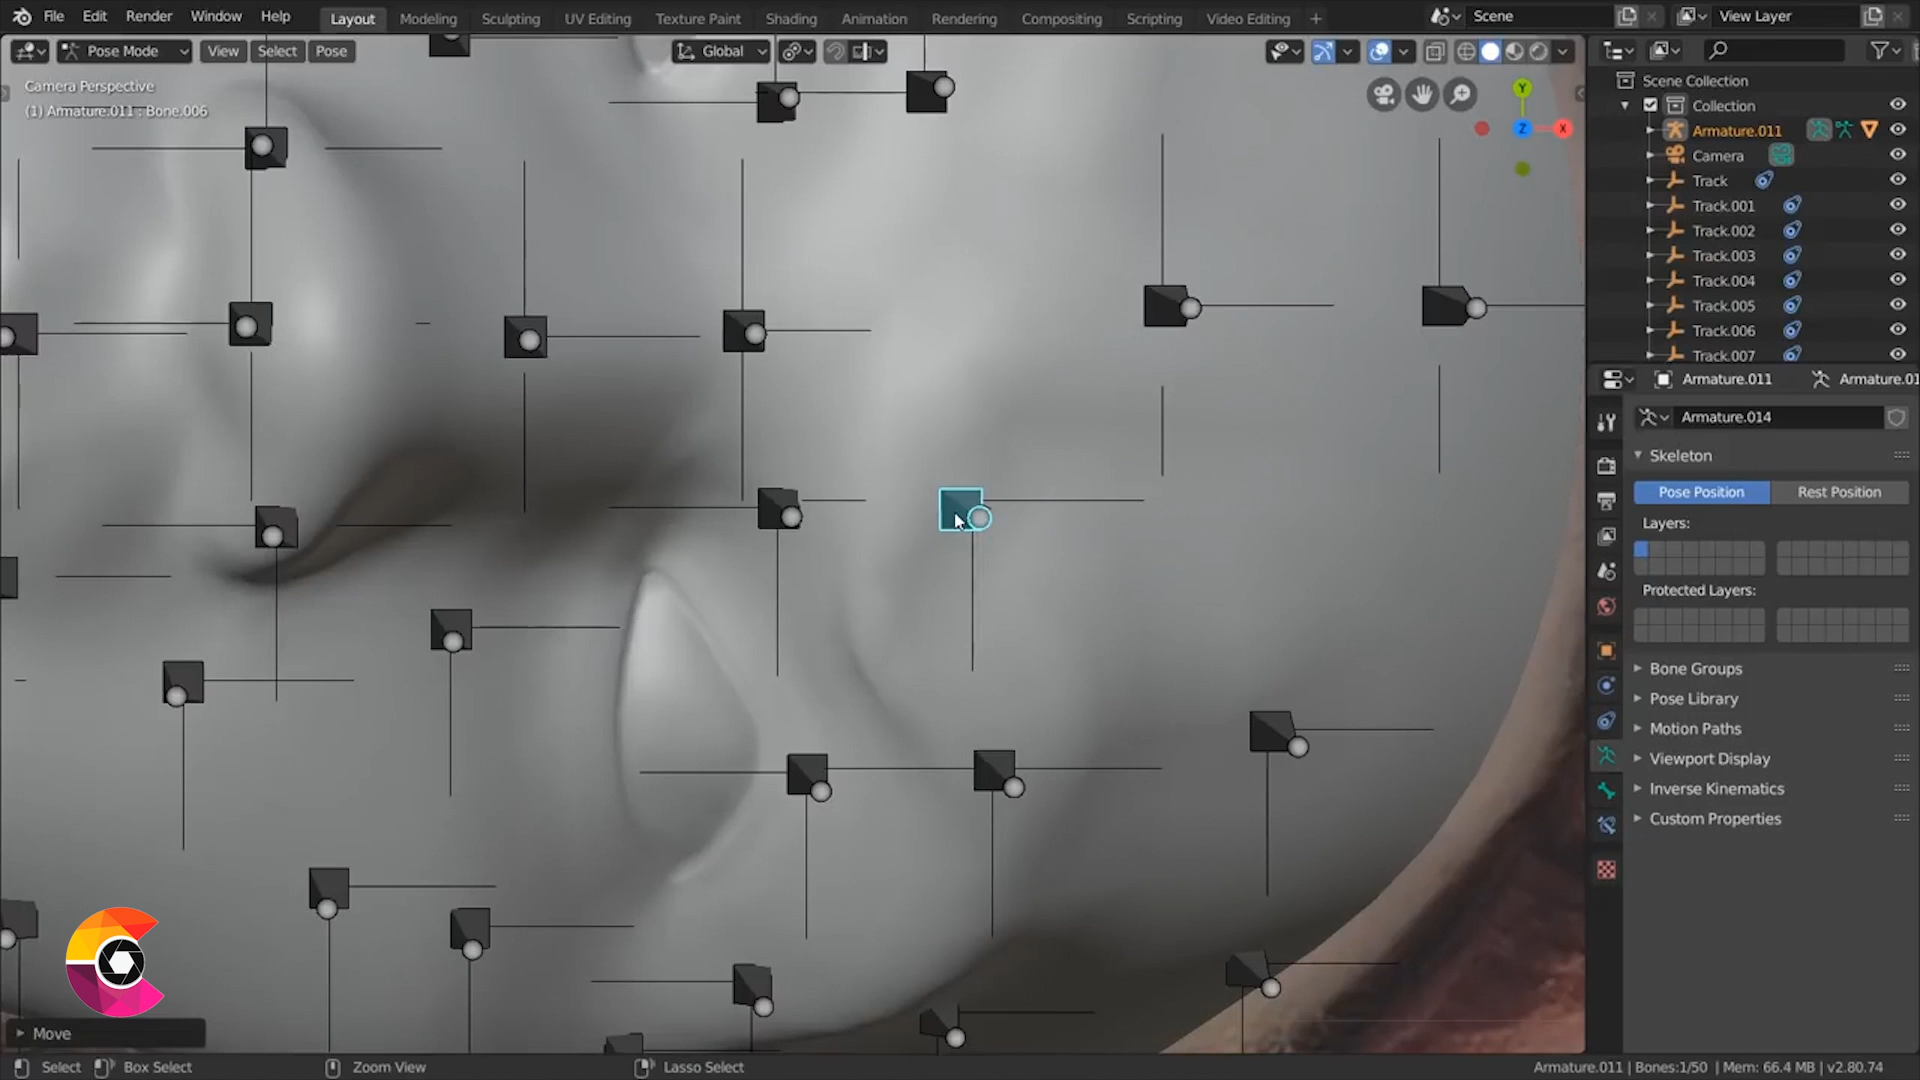 File Edit Render Window Help Layout Modeling Sculpting UV Editing Texture Paint Shading Animation Rendering Compositing Scripting Video Editing + Scene View Layer
Pose Mode View Select Pose Global
Camera Perspective
(1) Armature.011 : Bone.006
Y
Z X
Scene Collection
Collection
Armature.011
Camera
Track
Track.001
Track.002
Track.003
Track.004
Track.005
Track.006
Track.007
Armature.011 Armature.01
Armature.014
Skeleton
Pose Position Rest Position
Layers:
Protected Layers:
Bone Groups
Pose Library
Motion Paths
Viewport Display
Inverse Kinematics
Custom Properties
Move
Select Box Select Zoom View Lasso Select Armature.011 | Bones:1/50 | Mem: 66.4 MB | v2.80.74